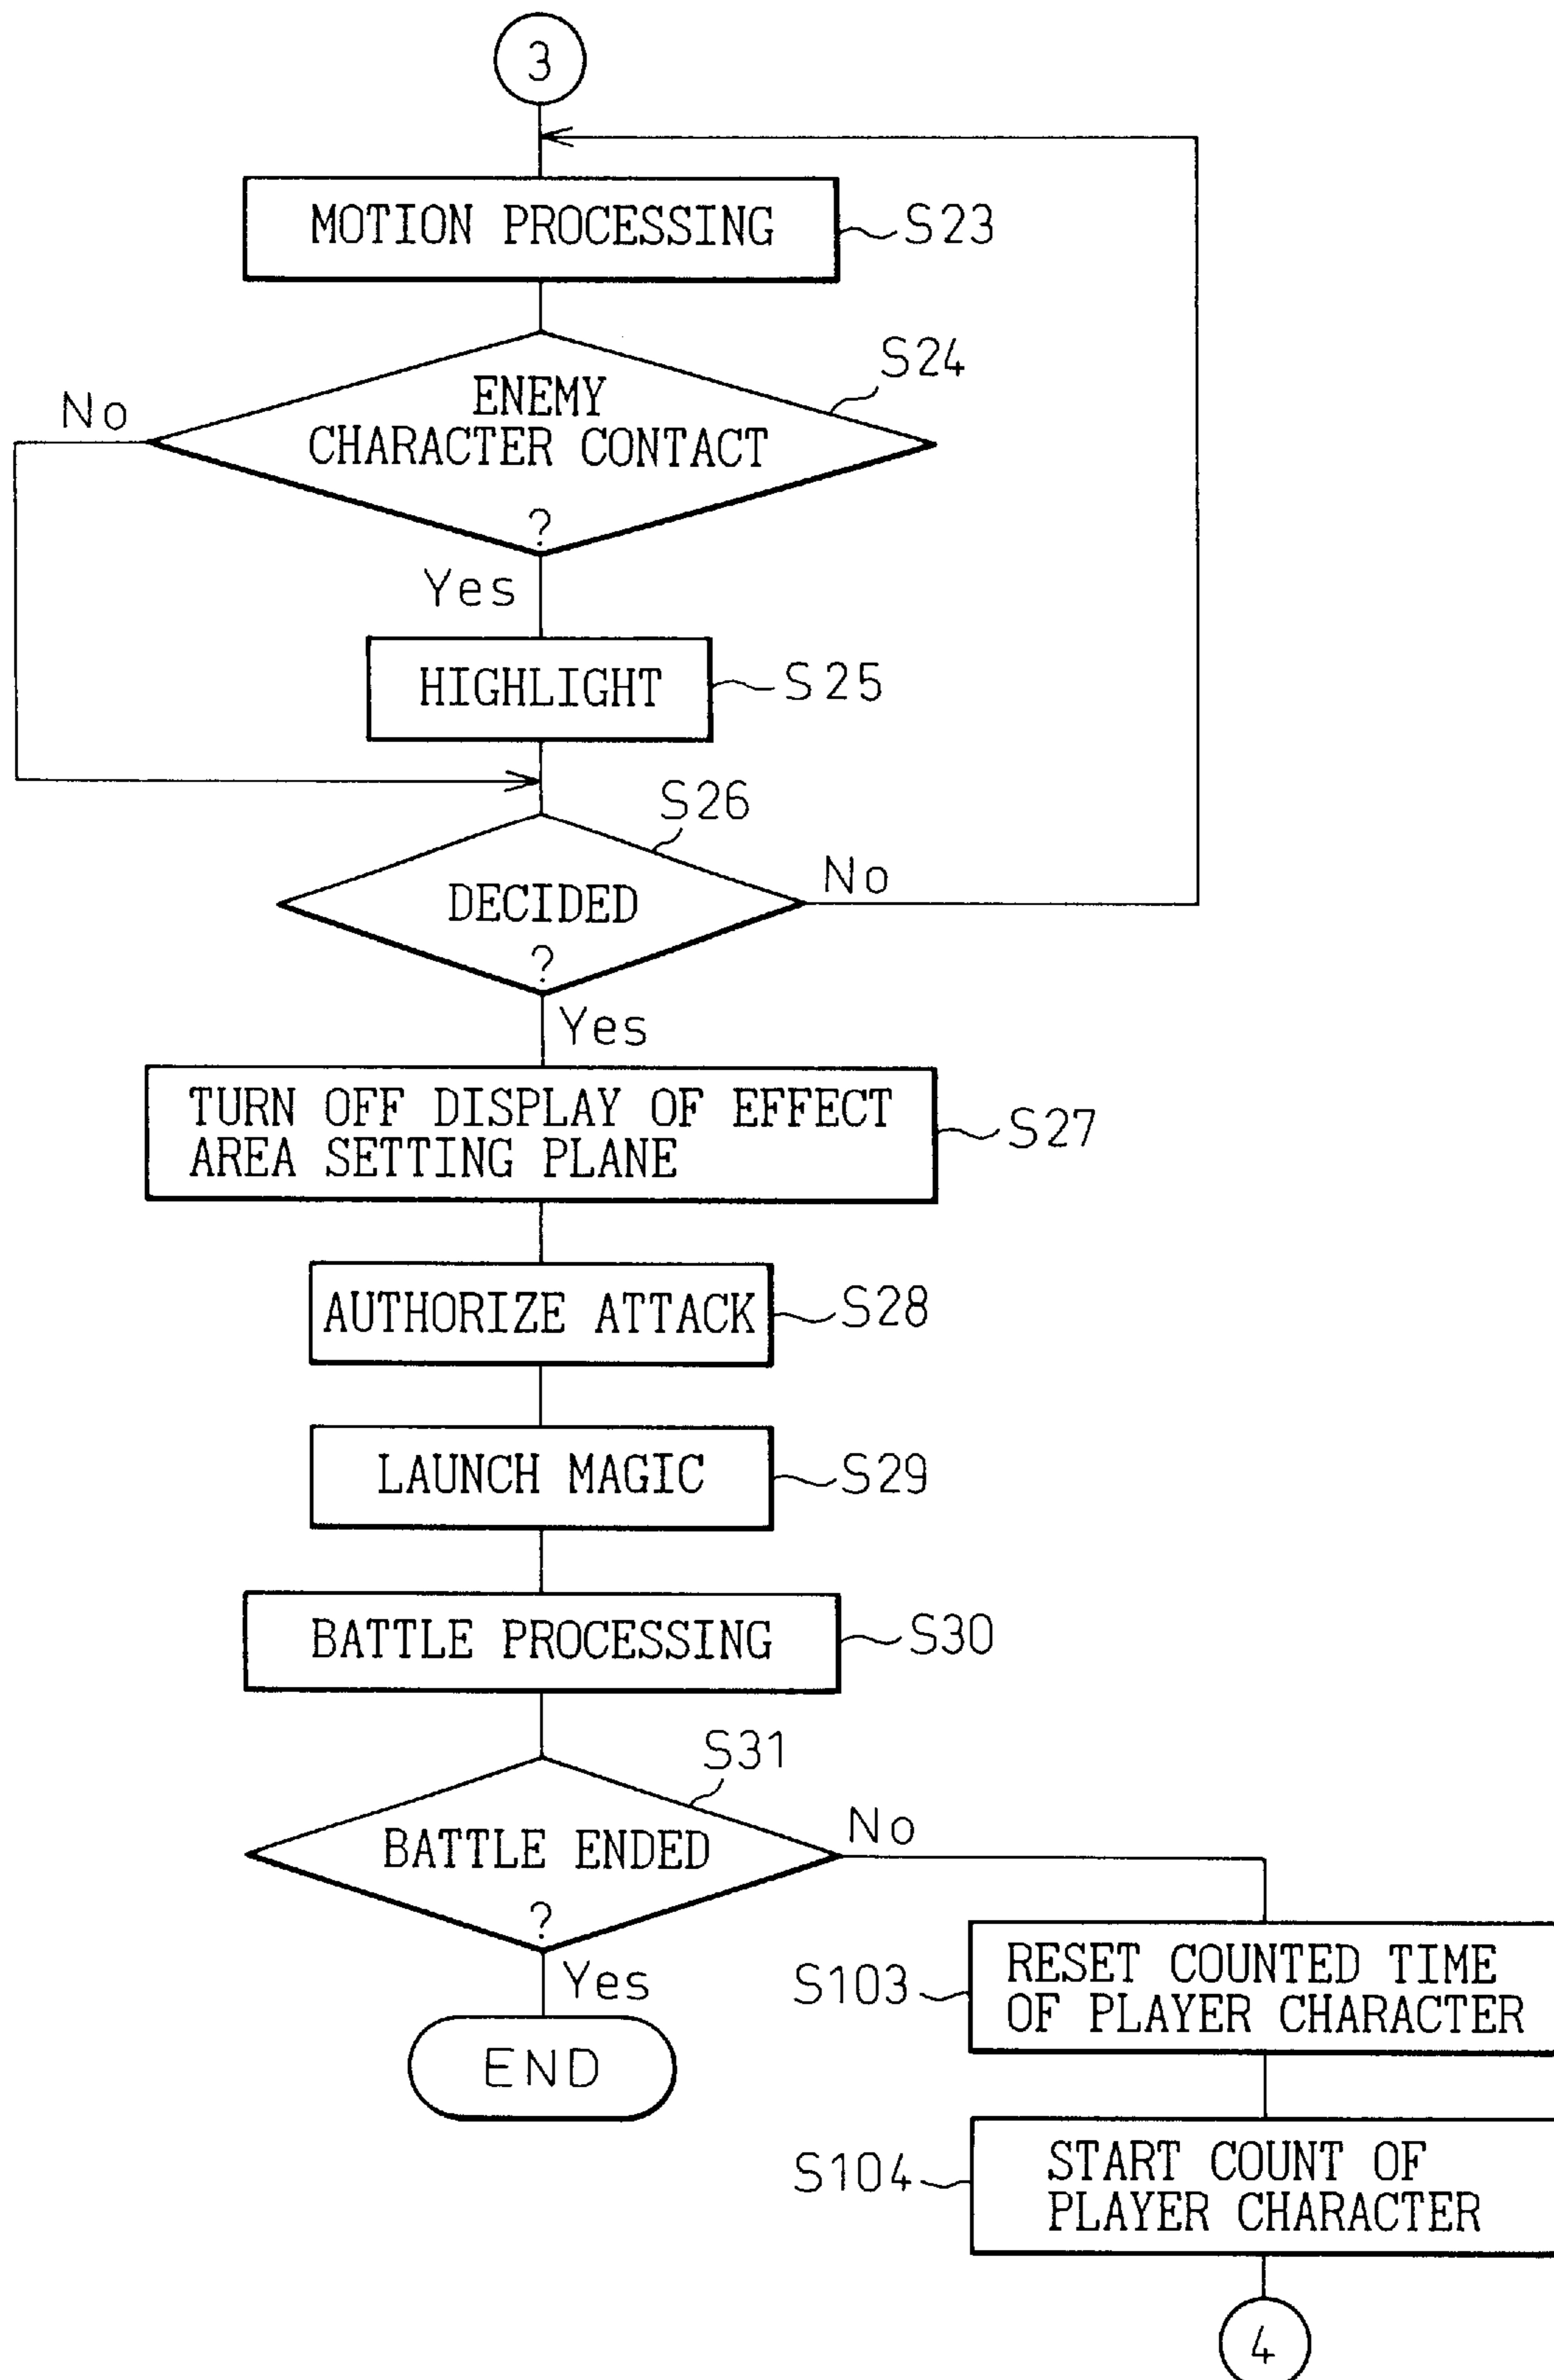 3
MOTION PROCESSING
S23
S24
No
ENEMY
CHARACTER CONTACT
?
Yes
HIGHLIGHT
S25
S26
No
DECIDED
?
Yes
TURN OFF DISPLAY OF EFFECT
AREA SETTING PLANE
S27
AUTHORIZE ATTACK
S28
LAUNCH MAGIC
S29
BATTLE PROCESSING
S30
S31
No
BATTLE ENDED
?
Yes
END
S103
RESET COUNTED TIME
OF PLAYER CHARACTER
S104
START COUNT OF
PLAYER CHARACTER
4